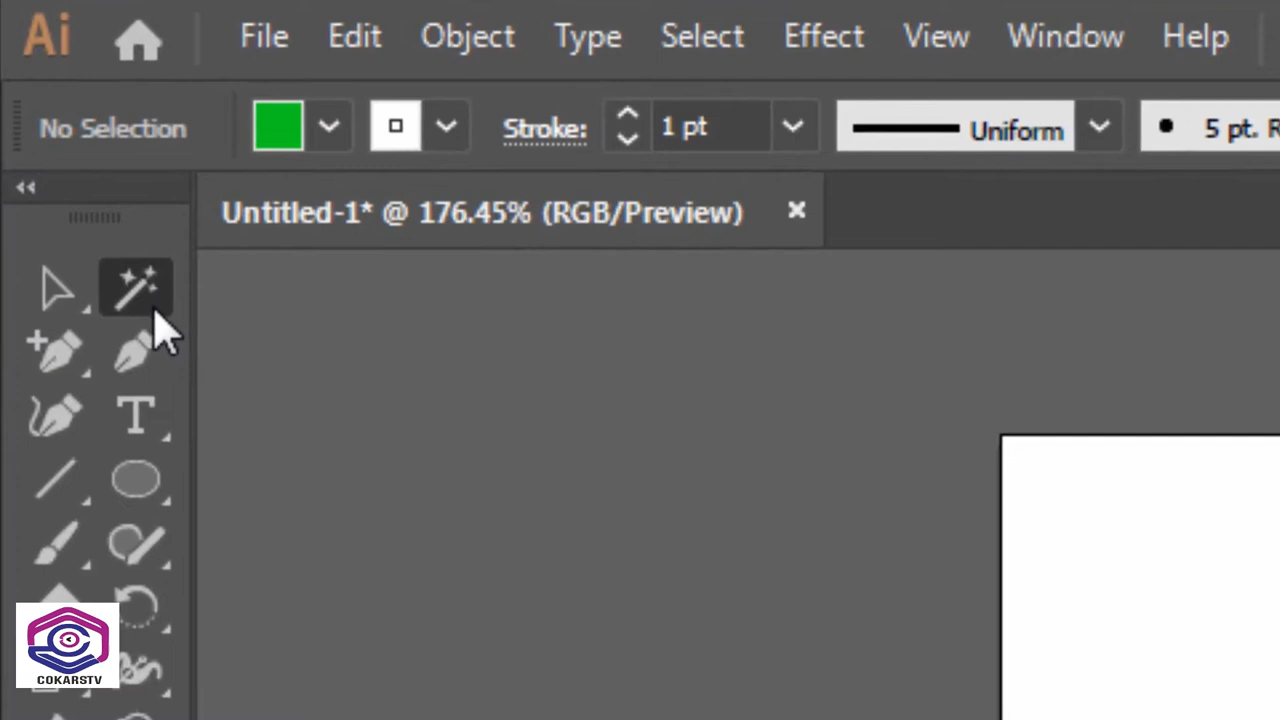 Ai File Edit Object Type Select Effect View Window Help
No Selection Stroke: 1 pt Uniform 5 pt. R
Untitled-1* @ 176.45% (RGB/Preview) ×
T
COKARSTV